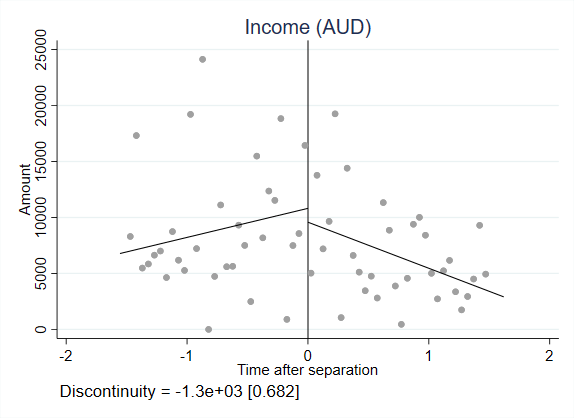 Income (AUD)
25000
20000
15000
10000
5000
0
Amount
-2 -1 0 1 2
Time after separation
Discontinuity = -1.3e+03 [0.682]